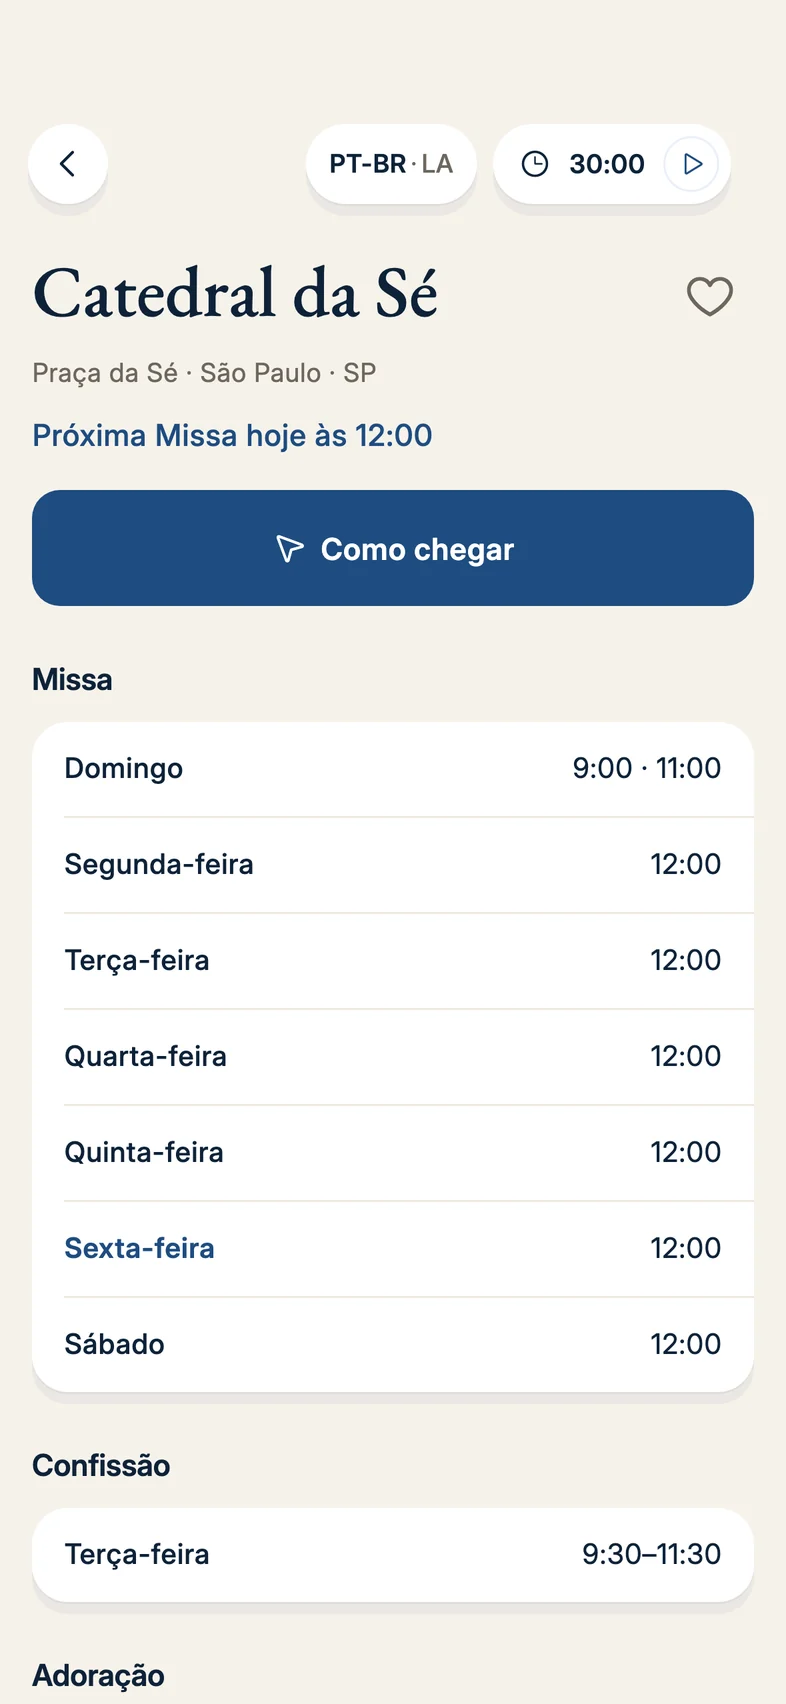 PT-BR · LA
30:00
Catedral da Sé
Praça da Sé · São Paulo · SP
Próxima Missa hoje às 12:00
Como chegar
Missa
Domingo 9:00 · 11:00
Segunda-feira 12:00
Terça-feira 12:00
Quarta-feira 12:00
Quinta-feira 12:00
Sexta-feira 12:00
Sábado 12:00
Confissão
Terça-feira 9:30–11:30
Adoração